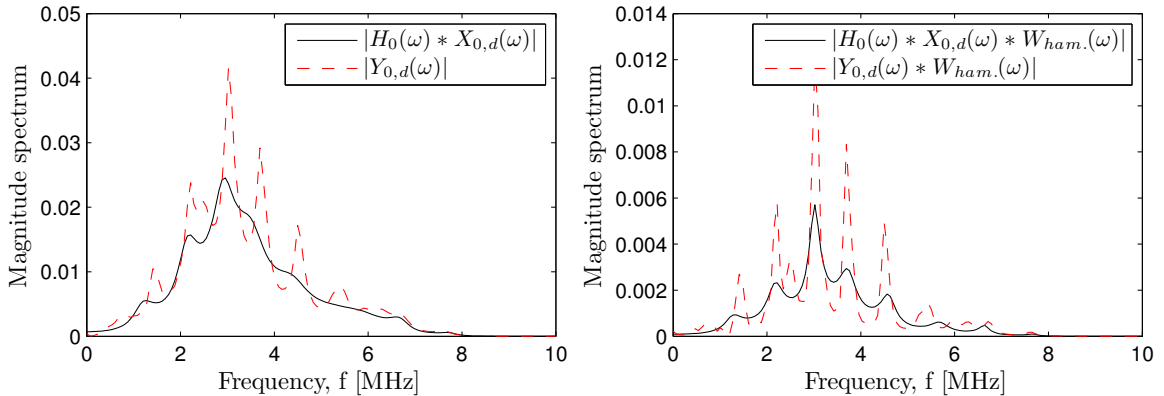 0.05
0.04
0.03
0.02
0.01
0
0 2 4 6 8 10
Magnitude spectrum
Frequency, f [MHz]
|H_0(ω) ∗ X_{0,d}(ω)|
|Y_{0,d}(ω)|
0.014
0.012
0.010
0.008
0.006
0.004
0.002
0
0 2 4 6 8 10
Magnitude spectrum
Frequency, f [MHz]
|H_0(ω) ∗ X_{0,d}(ω) ∗ W_{ham.}(ω)|
|Y_{0,d}(ω) ∗ W_{ham.}(ω)|